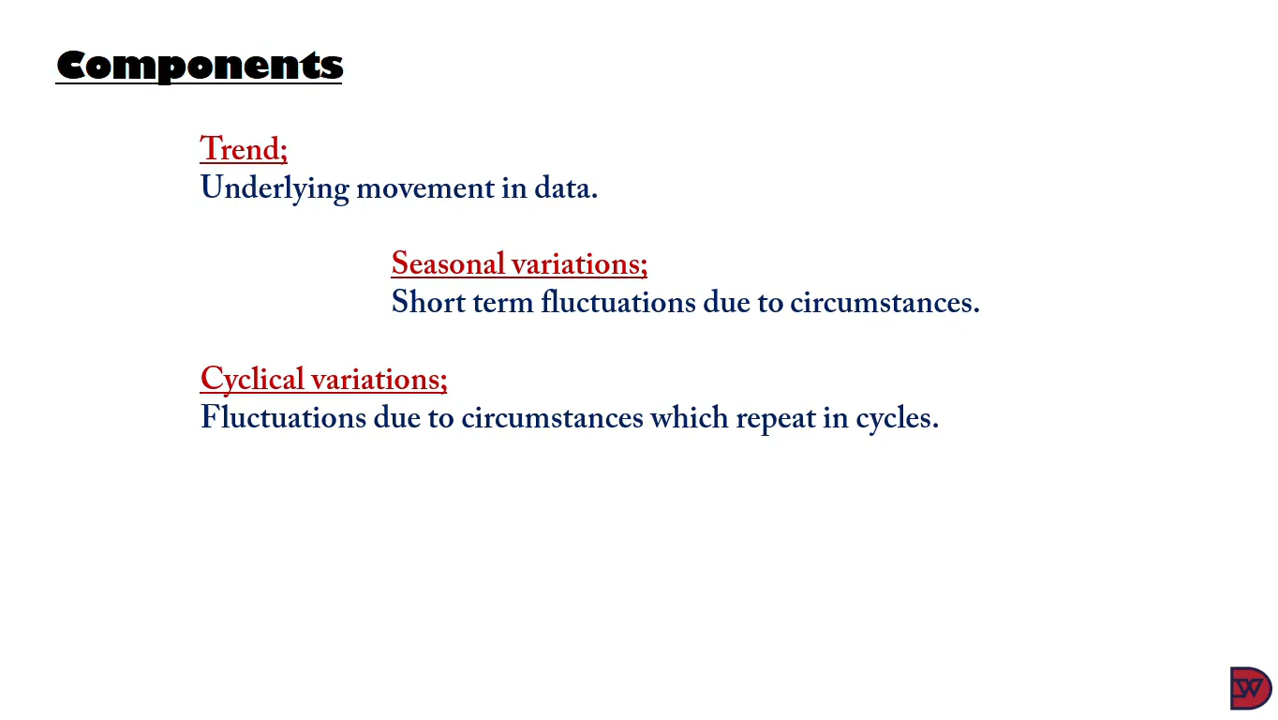 Components
Trend;
Underlying movement in data.
Seasonal variations;
Short term fluctuations due to circumstances.
Cyclical variations;
Fluctuations due to circumstances which repeat in cycles.
DW